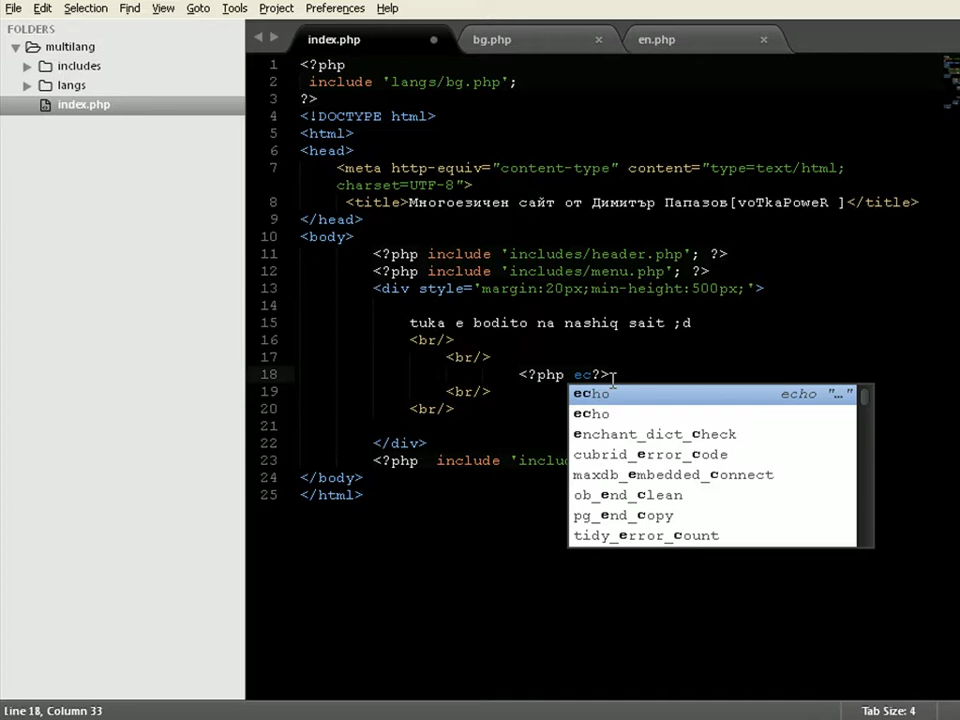 File Edit Selection Find View Goto Tools Project Preferences Help
FOLDERS
multilang
includes
langs
index.php
index.php bg.php × en.php ×
1 <?php
2 include 'langs/bg.php';
3 ?>
4 <!DOCTYPE html>
5 <html>
6 <head>
7 <meta http-equiv="content-type" content="type=text/html;
charset=UTF-8">
8 <title>Многоезичен сайт от Димитър Папазов[voTkaPoweR ]</title>
9 </head>
10 <body>
11 <?php include 'includes/header.php'; ?>
12 <?php include 'includes/menu.php'; ?>
13 <div style='margin:20px;min-height:500px;'>
14
15 tuka e bodito na nashiq sait ;d
16 <br/>
17 <br/>
18 <?php ec?>
19 <br/>
20 <br/>
21
22 </div>
23 <?php include 'inclu
24 </body>
25 </html>
echo echo "…"
echo
enchant_dict_check
cubrid_error_code
maxdb_embedded_connect
ob_end_clean
pg_end_copy
tidy_error_count
Line 18, Column 33 Tab Size: 4